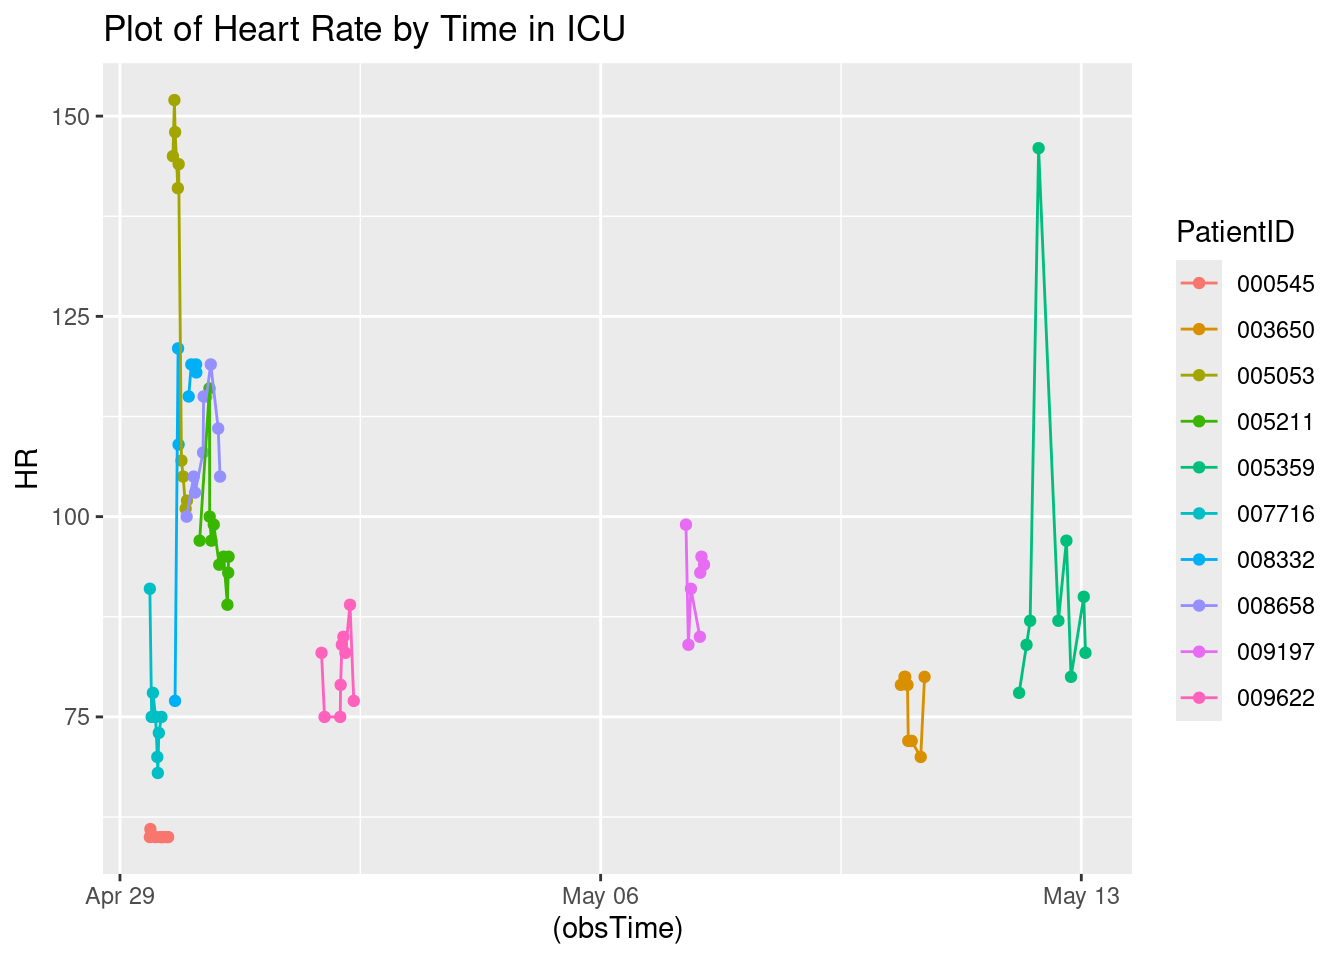 Plot of Heart Rate by Time in ICU
150
125
100
75
HR
Apr 29
May 06
May 13
(obsTime)
PatientID
000545
003650
005053
005211
005359
007716
008332
008658
009197
009622